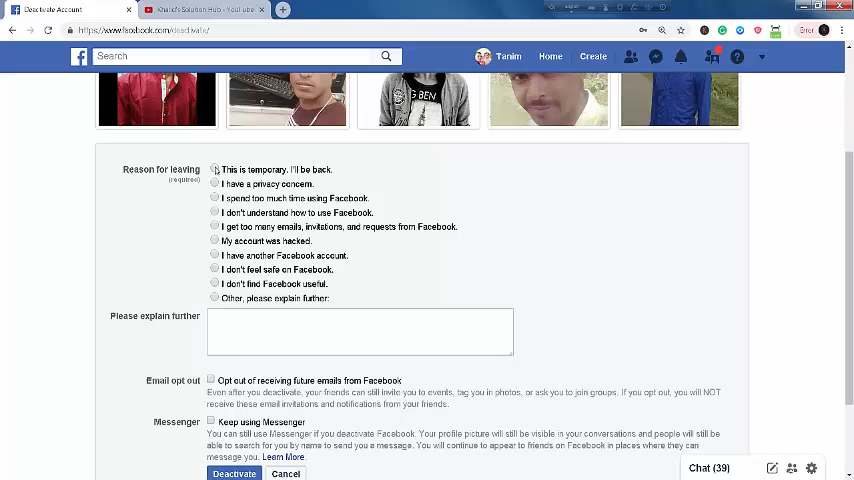 Deactivate Account
Khalid's Solution Hub - YouTube
https://www.facebook.com/deactivate/
Error
Search
Tanim
Home
Create
G BEN
Reason for leaving
(required)
This is temporary. I'll be back.
I have a privacy concern.
I spend too much time using Facebook.
I don't understand how to use Facebook.
I get too many emails, invitations, and requests from Facebook.
My account was hacked.
I have another Facebook account.
I don't feel safe on Facebook.
I don't find Facebook useful.
Other, please explain further:
Please explain further
Email opt out
Opt out of receiving future emails from Facebook
Even after you deactivate, your friends can still invite you to events, tag you in photos, or ask you to join groups. If you opt out, you will NOT
receive these email invitations and notifications from your friends.
Messenger
Keep using Messenger
You can still use Messenger if you deactivate Facebook. Your profile picture will still be visible in your conversations and people will still be
able to search for you by name to send you a message. You will continue to appear to friends on Facebook in places where they can
message you. Learn More.
Deactivate
Cancel
Chat (39)